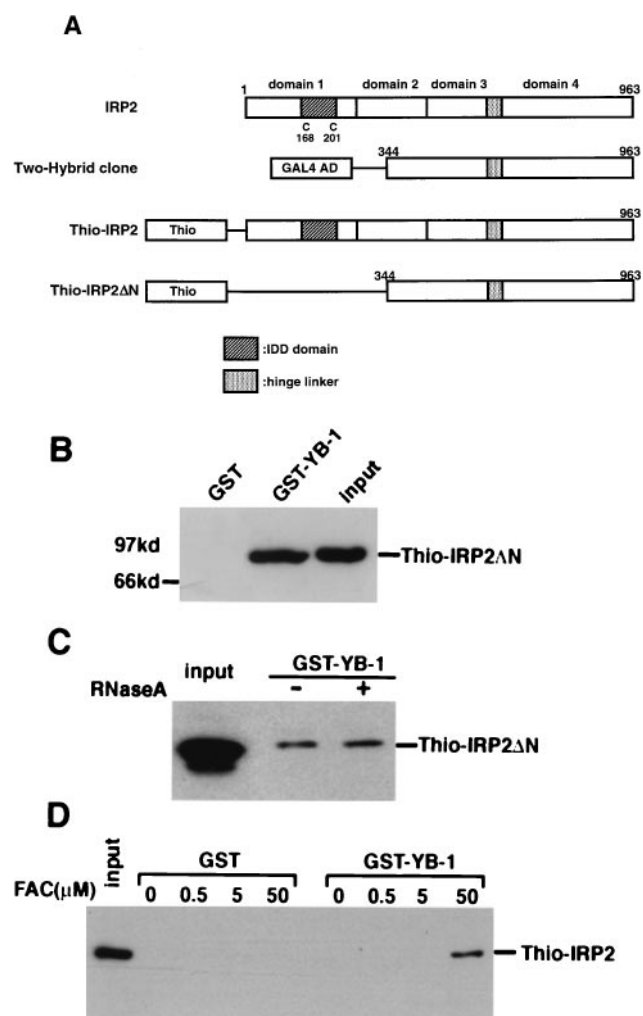 A
1 domain 1 domain 2 domain 3 domain 4 963
IRP2
C C
168 201
344 963
Two-Hybrid clone GAL4 AD
963
Thio-IRP2 Thio
344 963
Thio-IRP2ΔN Thio
:IDD domain
:hinge linker
B
GST GST-YB-1 input
97kd
Thio-IRP2ΔN
66kd
C
input GST-YB-1
RNaseA - +
Thio-IRP2ΔN
D
input GST GST-YB-1
FAC(μM) 0 0.5 5 50 0 0.5 5 50
Thio-IRP2